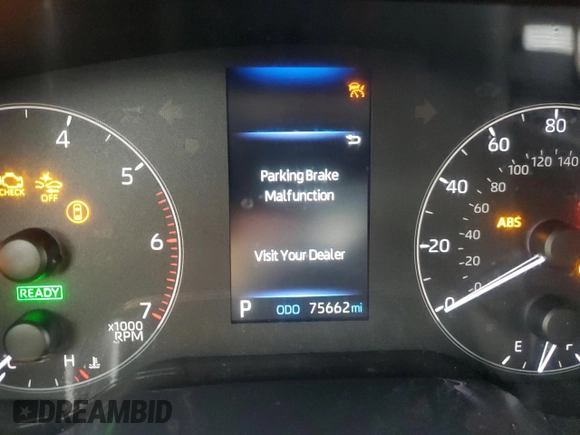 4
5
6
7
x1000
RPM
CHECK
OFF
READY
C
H
Parking Brake
Malfunction
Visit Your Dealer
P ODO 75662 mi
80
60
40
20
0
140
120
100
80
60
40
20
0
ABS
E
DREAMBID